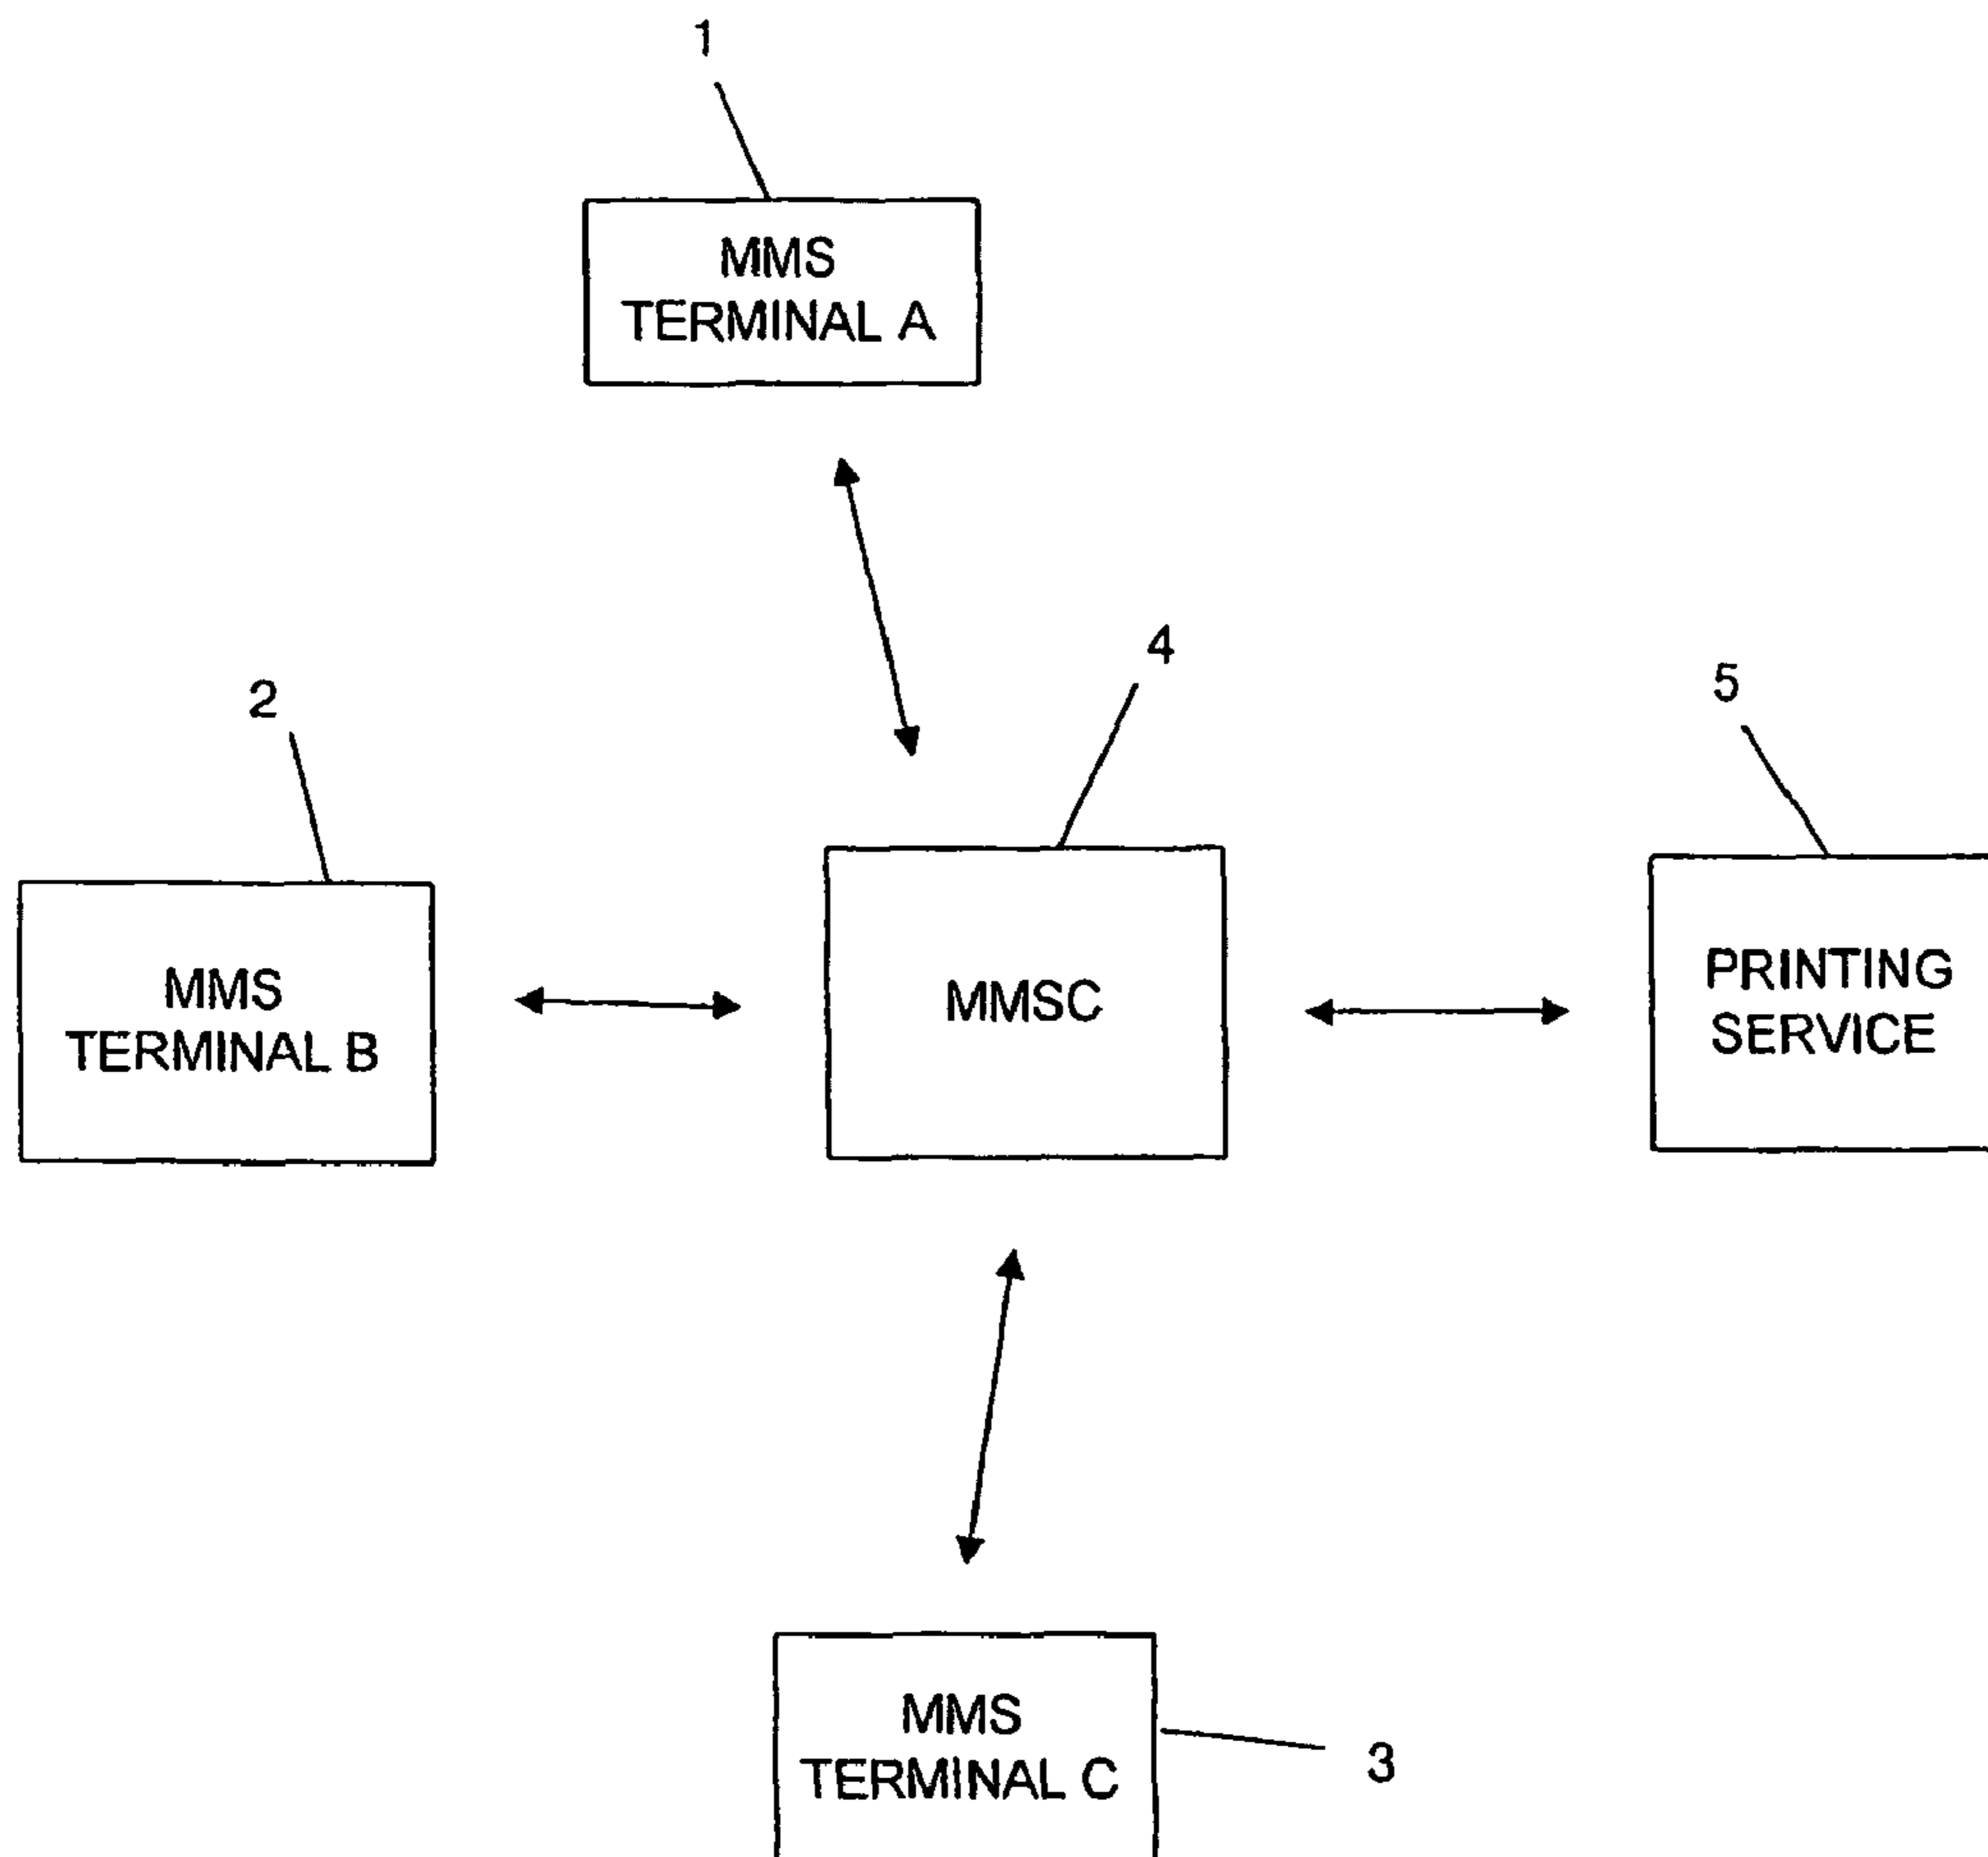 1
MMS
TERMINAL A
4
5
2
MMS
TERMINAL B
MMSC
PRINTING
SERVICE
MMS
TERMINAL C
3